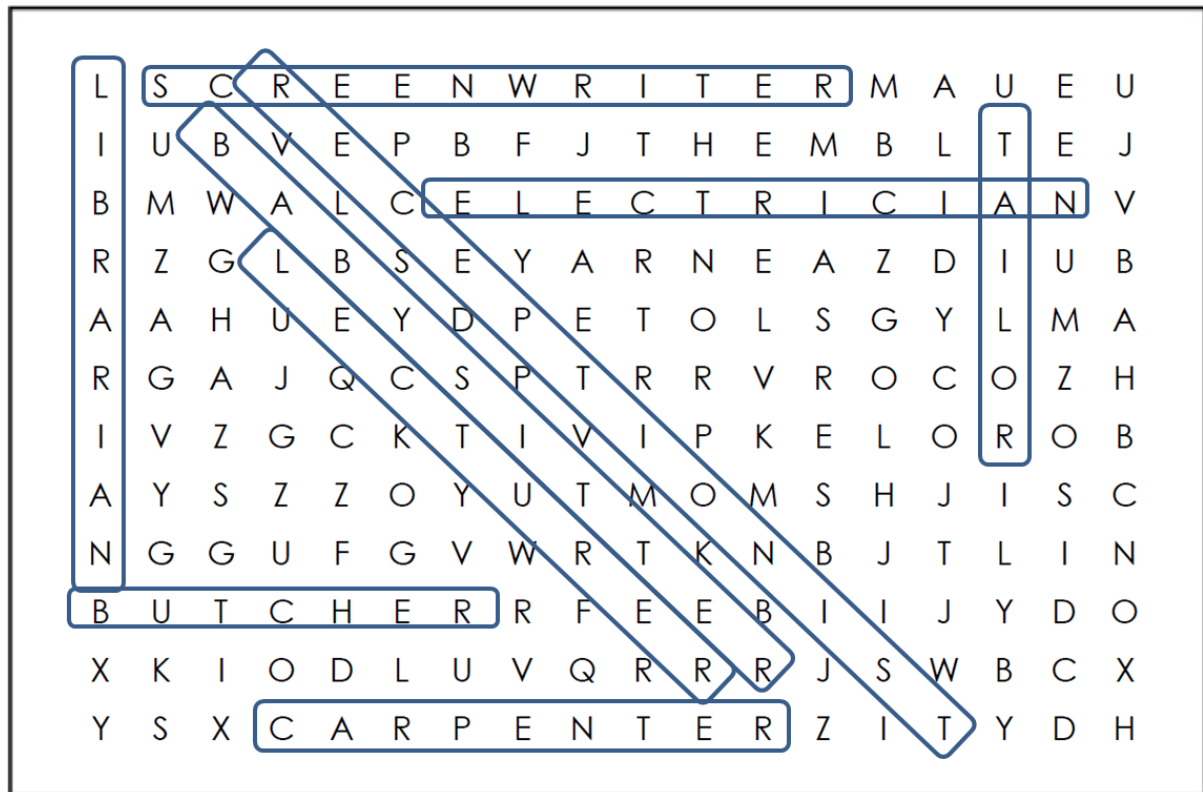 L S C R E E N W R I T E R M A U E U
I U B V E P B F J T H E M B L T E J
B M W A L C E L E C T R I C I A N V
R Z G L B S E Y A R N E A Z D I U B
A A H U E Y D P E T O L S G Y L M A
R G A J Q C S P T R R V R O C O Z H
I V Z G C K T I V I P K E L O R O B
A Y S Z Z O Y U T M O M S H J I S C
N G G U F G V W R T K N B J T L I N
B U T C H E R R F E E B I I J Y D O
X K I O D L U V Q R R R J S W B C X
Y S X C A R P E N T E R Z I T Y D H